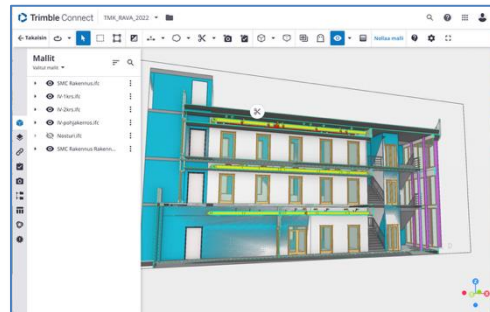 Trimble Connect TMK_RAVA_2022
Takaisin
Nollaa malli
Mallit
Valitut mallit
SMC Rakennus.ifc
IV-1krs.ifc
IV-2krs.ifc
IV-pohjakerros.ifc
Nosturi.ifc
SMC Rakennus Rakenn...